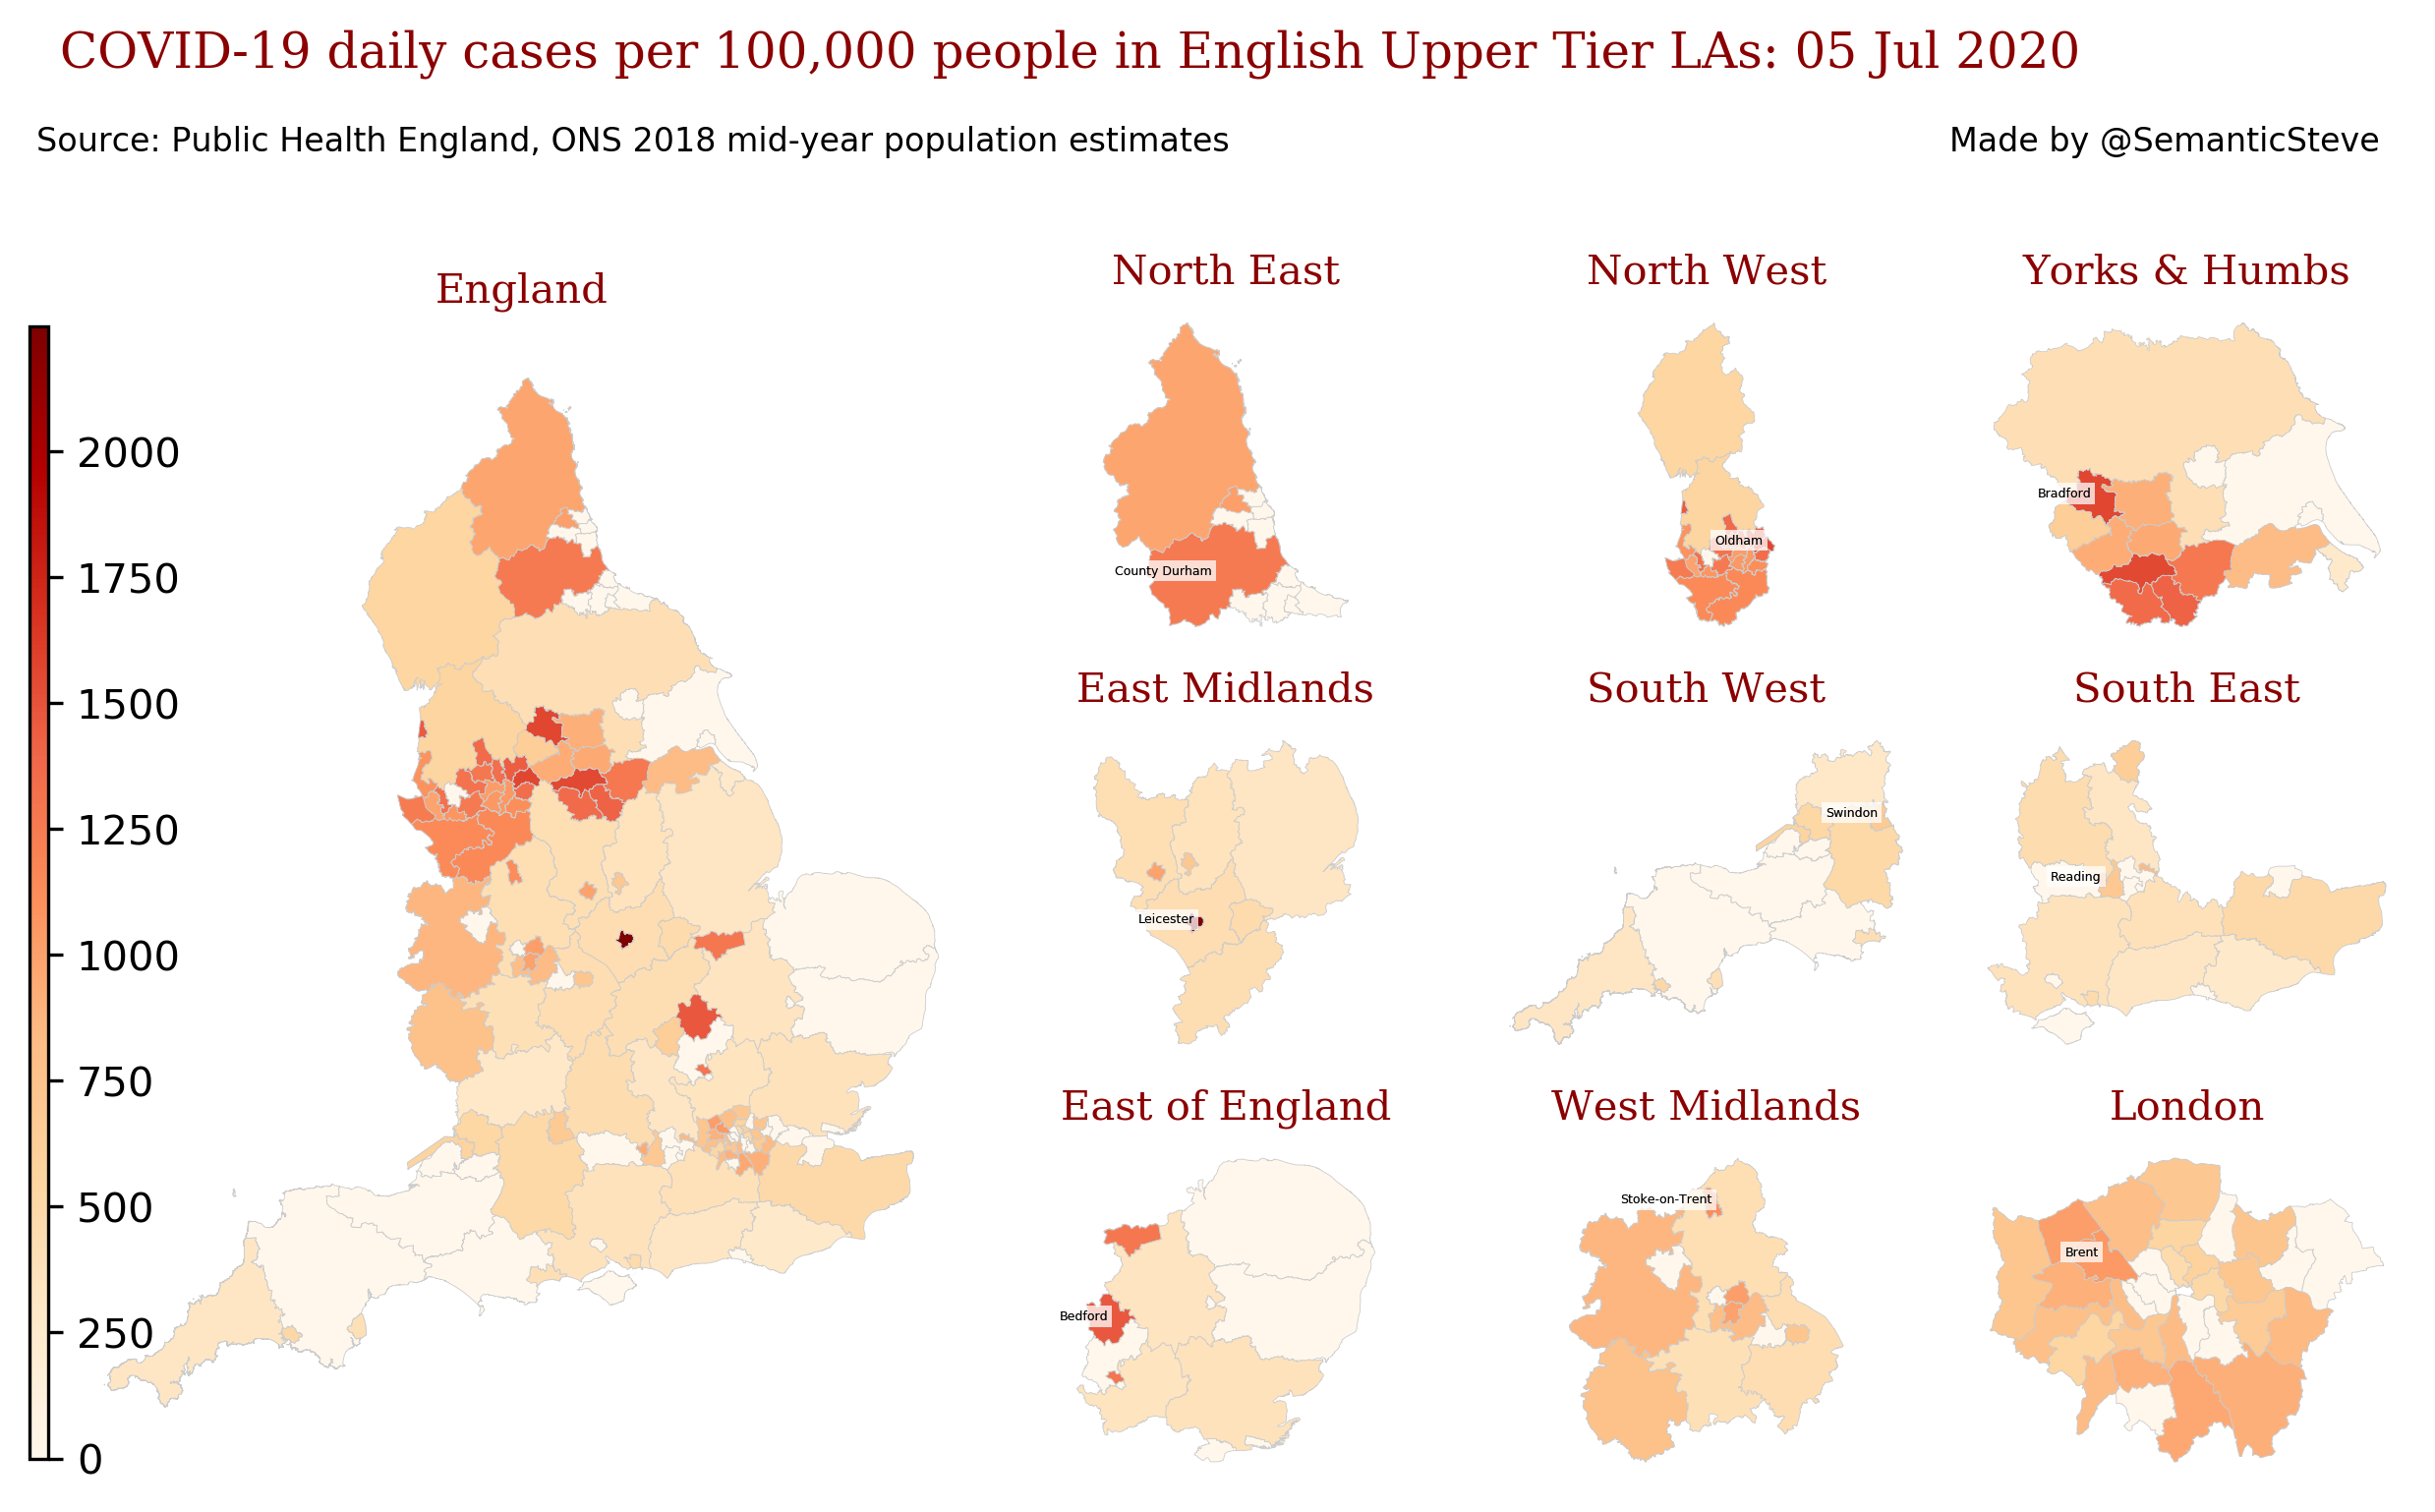 COVID-19 daily cases per 100,000 people in English Upper Tier LAs: 05 Jul 2020
Source: Public Health England, ONS 2018 mid-year population estimates
Made by @SemanticSteve
England
2000
1750
1500
1250
1000
750
500
250
0
North East
County Durham
North West
Oldham
Yorks & Humbs
Bradford
East Midlands
Leicester
South West
Swindon
South East
Reading
East of England
Bedford
West Midlands
Stoke-on-Trent
London
Brent